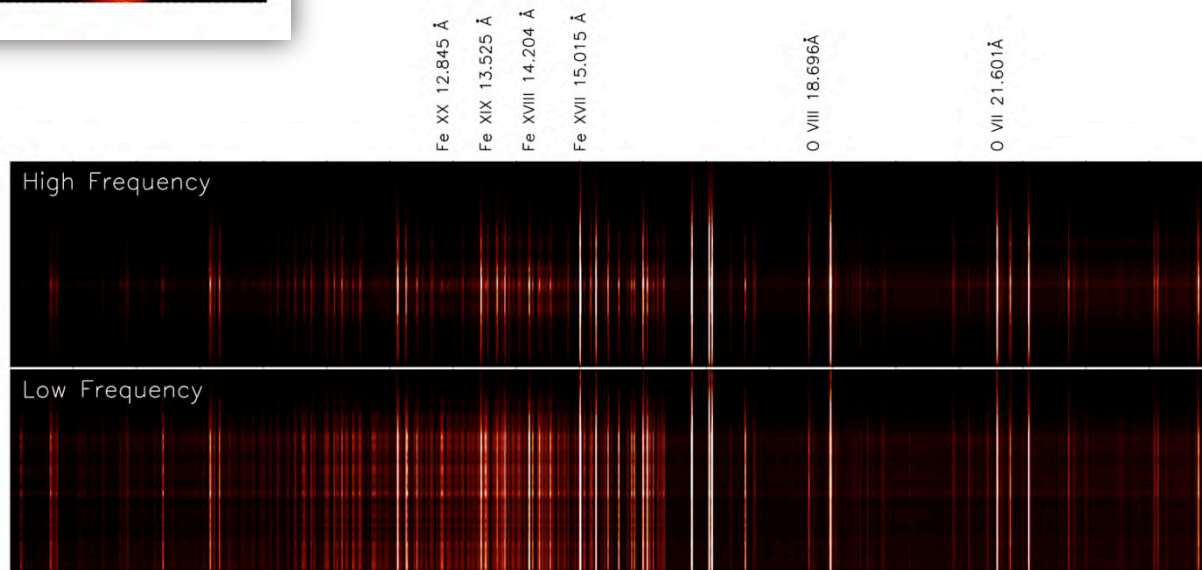 Fe XX 12.845 Å
Fe XIX 13.525 Å
Fe XVIII 14.204 Å
Fe XVII 15.015 Å
O VIII 18.696Å
O VII 21.601Å
High Frequency
Low Frequency